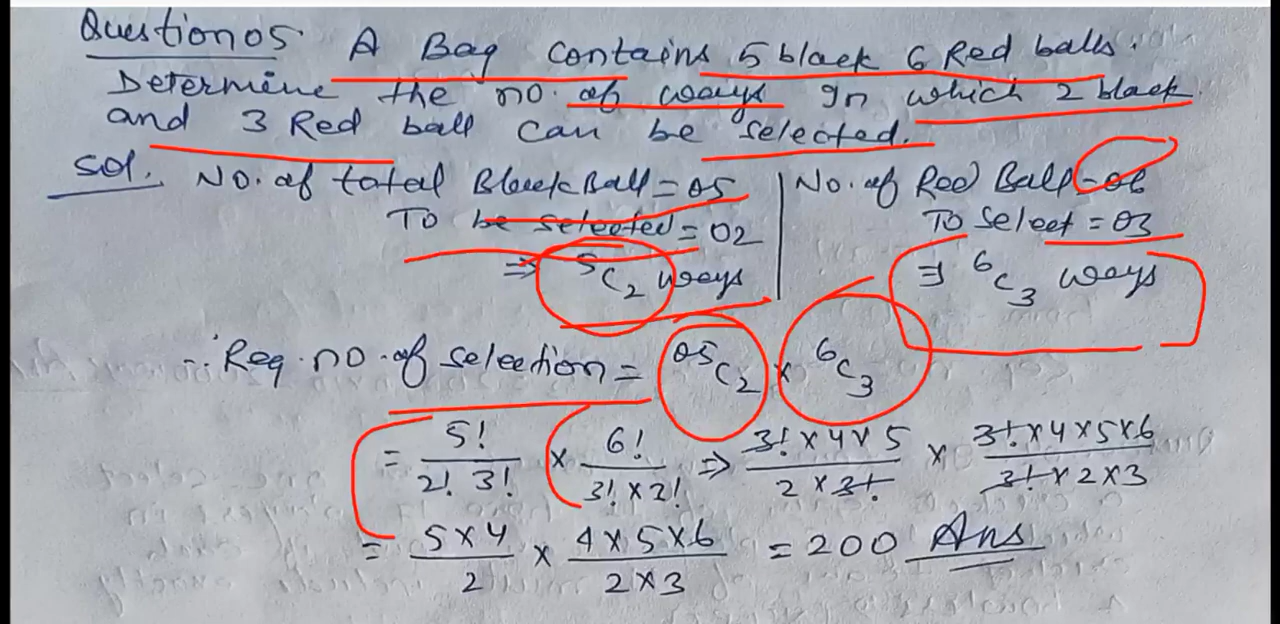 Question 05. A Bag contains 5 black 6 Red balls.
Determine the no. of ways in which 2 black
and 3 Red ball can be selected.
Sol. No. of total Black Ball = 05
To be selected = 02
⇒ ⁵C₂ ways
No. of Red Ball = 06
To Select = 03
⇒ ⁶C₃ ways
∴ Req. no. of selection = ⁰⁵C₂ × ⁶C₃
= 5!/2! 3! × 6!/3! × 3! ⇒ 3! × 4 × 5/2 × 3! × 3! × 4 × 5 × 6/3! × 2 × 3
= 5 × 4/2 × 4 × 5 × 6/2 × 3 = 200 Ans